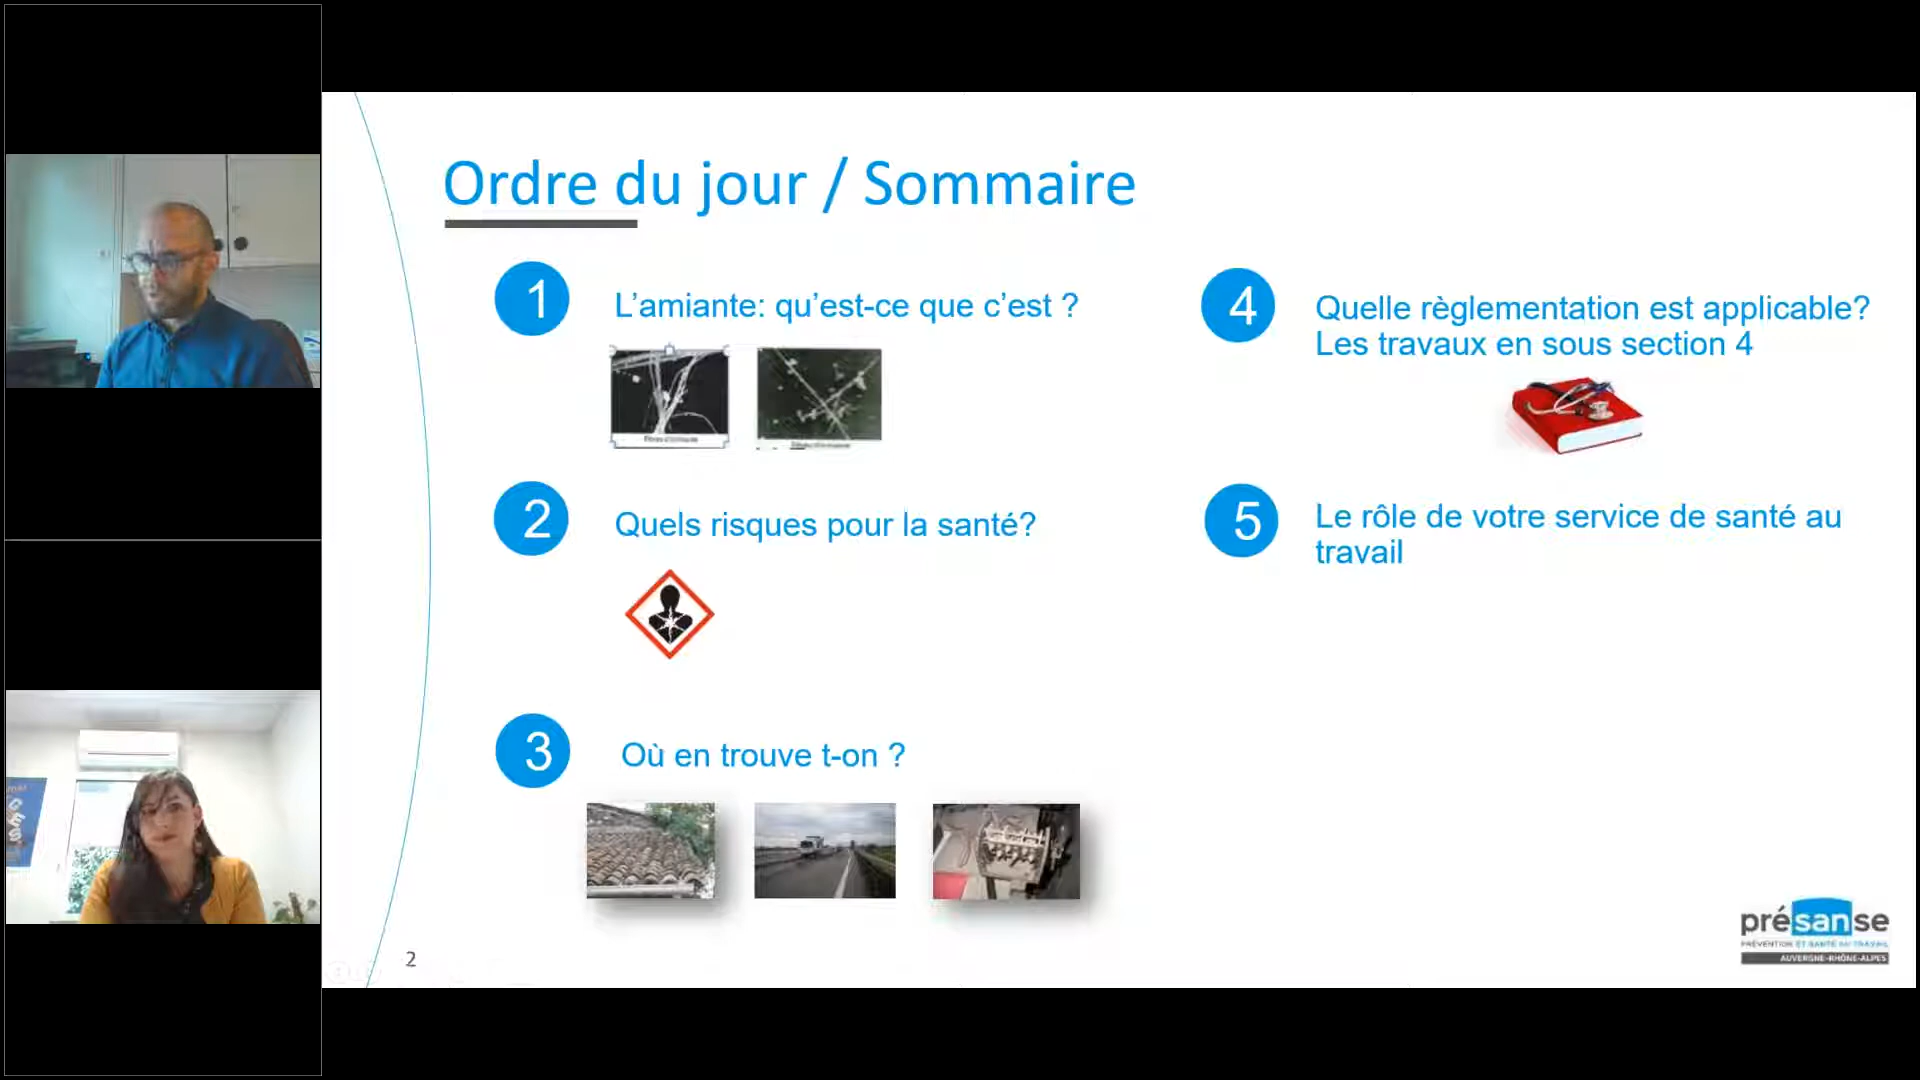 Ordre du jour / Sommaire
1
L’amiante: qu’est-ce que c’est ?
2
Quels risques pour la santé?
3
Où en trouve t-on ?
4
Quelle règlementation est applicable?
Les travaux en sous section 4
5
Le rôle de votre service de santé au
travail
2
présanse
PRÉVENTION ET SANTÉ AU TRAVAIL
AUVERGNE-RHÔNE-ALPES